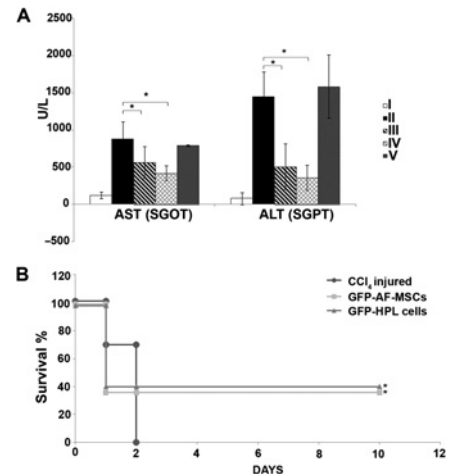 A
2500
2000
1500
1000
500
0
−500
U/L
*
*
*
*
AST (SGOT)
ALT (SGPT)
I
II
III
IV
V
B
120
100
80
60
40
20
0
Survival %
CCl₄ injured
GFP-AF-MSCs
GFP-HPL cells
*
*
0 2 4 6 8 10 12
DAYS